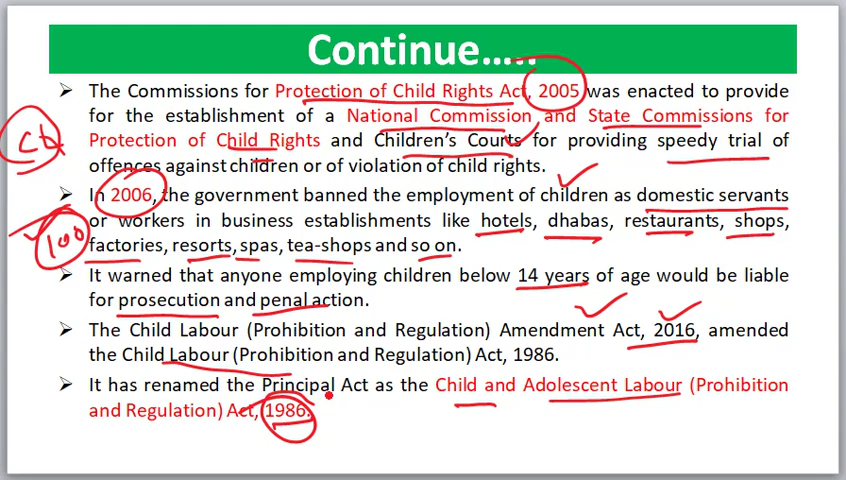 Continue…..
➢ The Commissions for Protection of Child Rights Act, 2005 was enacted to provide
for the establishment of a National Commission and State Commissions for
Protection of Child Rights and Children's Courts for providing speedy trial of
offences against children or of violation of child rights.
➢ In 2006, the government banned the employment of children as domestic servants
or workers in business establishments like hotels, dhabas, restaurants, shops,
factories, resorts, spas, tea-shops and so on.
100
➢ It warned that anyone employing children below 14 years of age would be liable
for prosecution and penal action.
➢ The Child Labour (Prohibition and Regulation) Amendment Act, 2016, amended
the Child Labour (Prohibition and Regulation) Act, 1986.
➢ It has renamed the Principal Act as the Child and Adolescent Labour (Prohibition
and Regulation) Act, 1986.